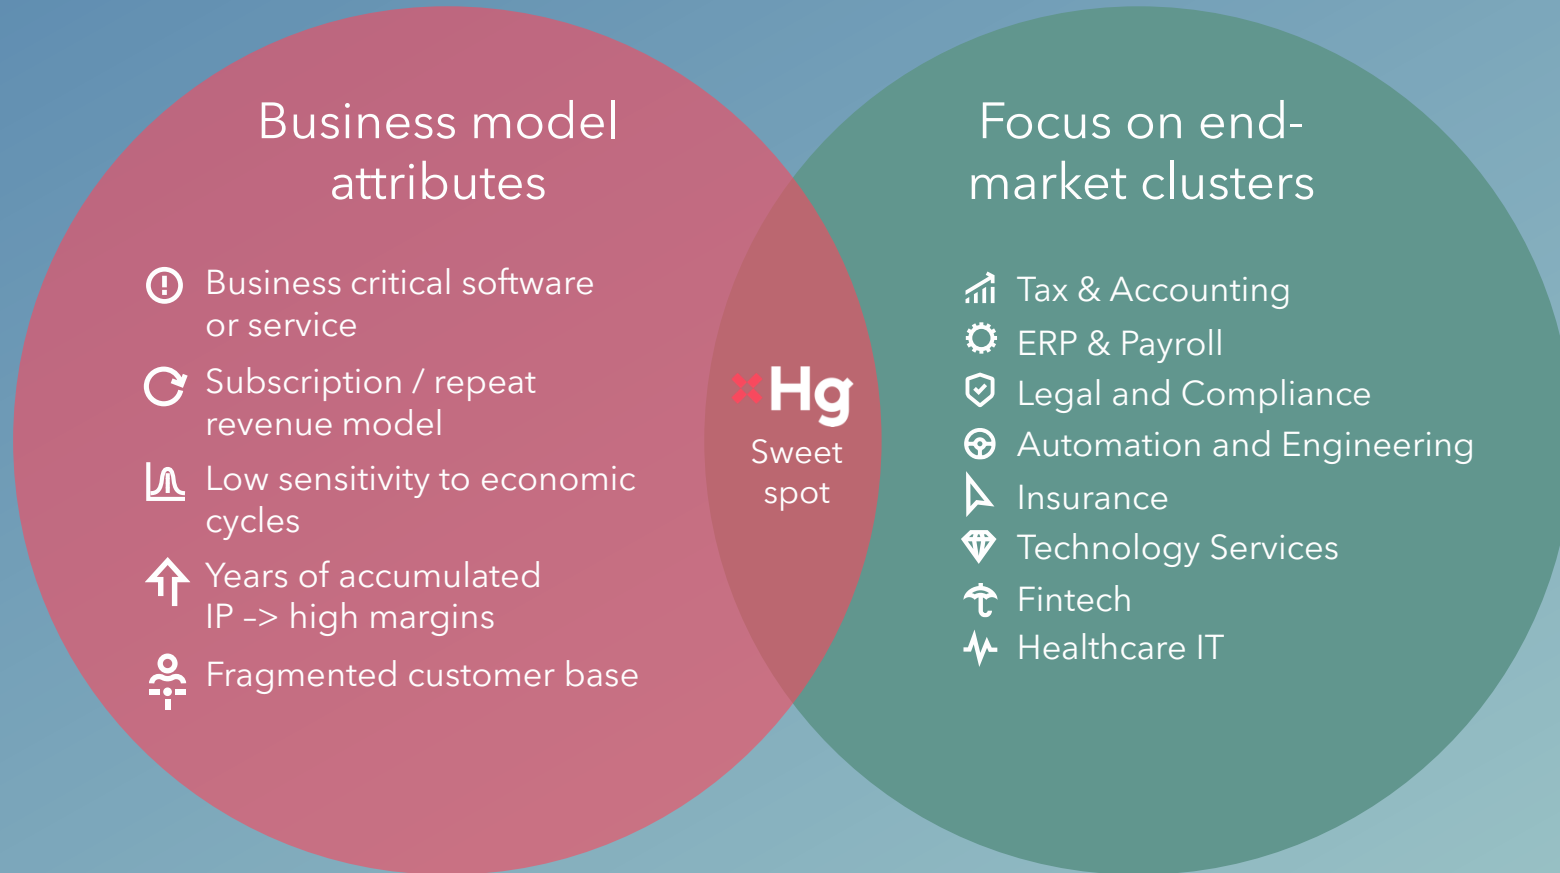 Business model
attributes
Business critical software
or service
Subscription / repeat
revenue model
Low sensitivity to economic
cycles
Years of accumulated
IP –> high margins
Fragmented customer base
Hg
Sweet
spot
Focus on end-
market clusters
Tax & Accounting
ERP & Payroll
Legal and Compliance
Automation and Engineering
Insurance
Technology Services
Fintech
Healthcare IT